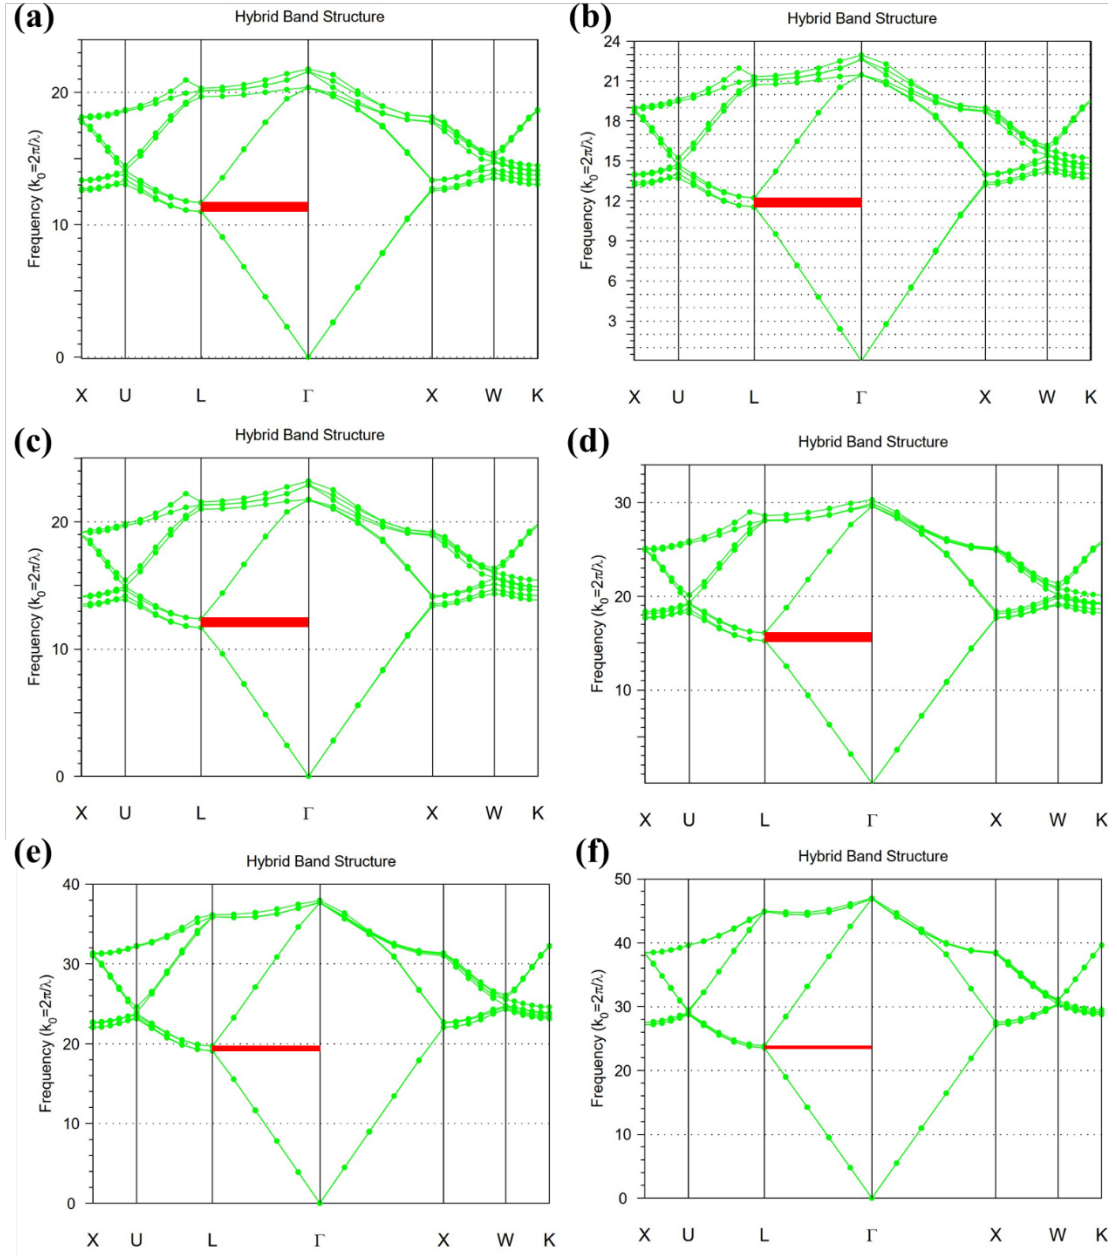 (a)
Hybrid Band Structure
Frequency (k₀=2π/λ)
20
10
0
X U L Γ X W K
(b)
Hybrid Band Structure
Frequency (k₀=2π/λ)
24
21
18
15
12
9
6
3
X U L Γ X W K
(c)
Hybrid Band Structure
Frequency (k₀=2π/λ)
20
10
0
X U L Γ X W K
(d)
Hybrid Band Structure
Frequency (k₀=2π/λ)
30
20
10
X U L Γ X W K
(e)
Hybrid Band Structure
Frequency (k₀=2π/λ)
40
30
20
10
0
X U L Γ X W K
(f)
Hybrid Band Structure
Frequency (k₀=2π/λ)
50
40
30
20
10
0
X U L Γ X W K